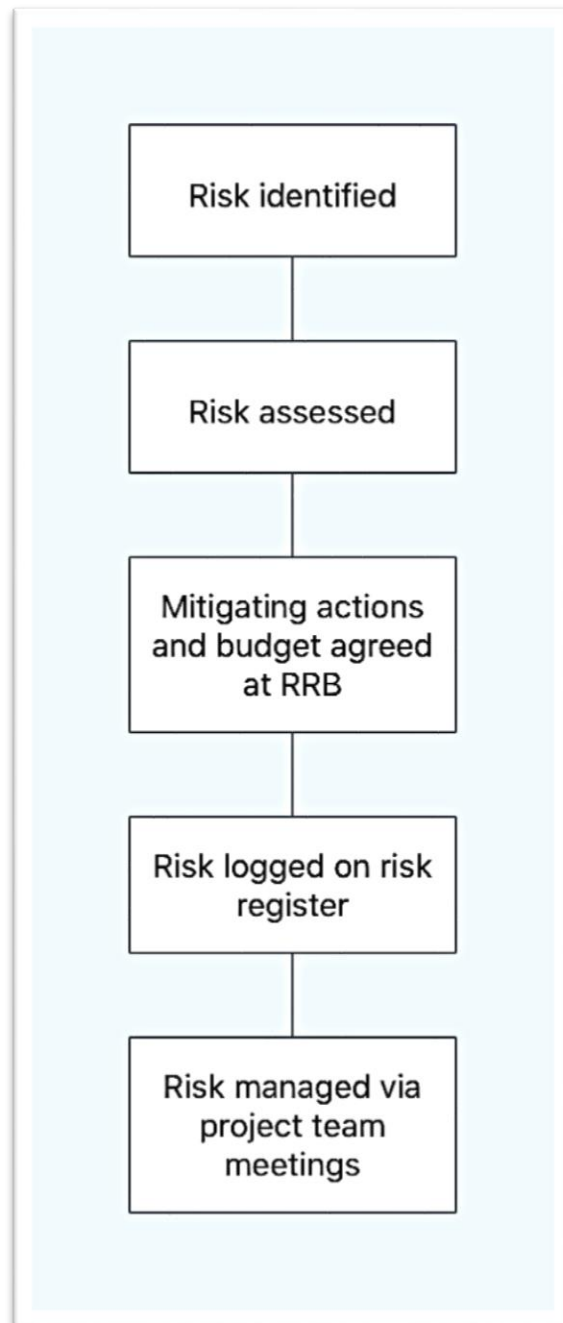 Risk identified
Risk assessed
Mitigating actions
and budget agreed
at RRB
Risk logged on risk
register
Risk managed via
project team
meetings